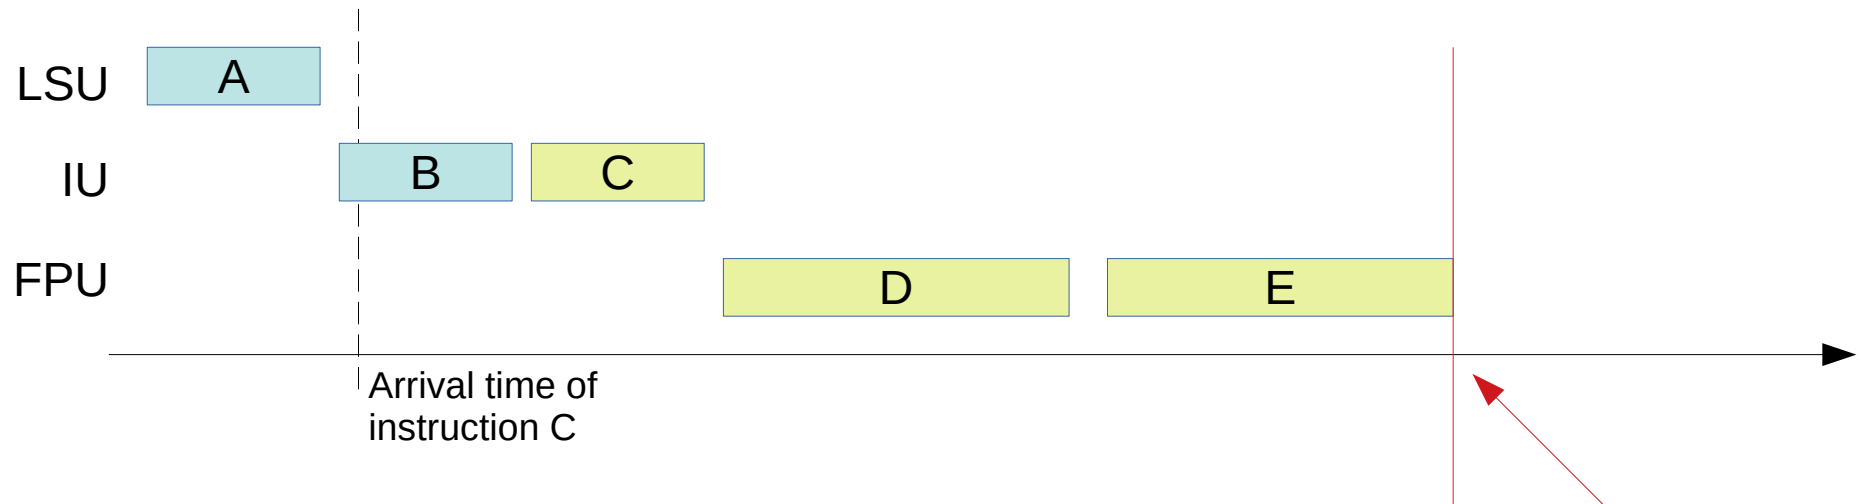 LSU A
IU B C
FPU D E
Arrival time of
instruction C